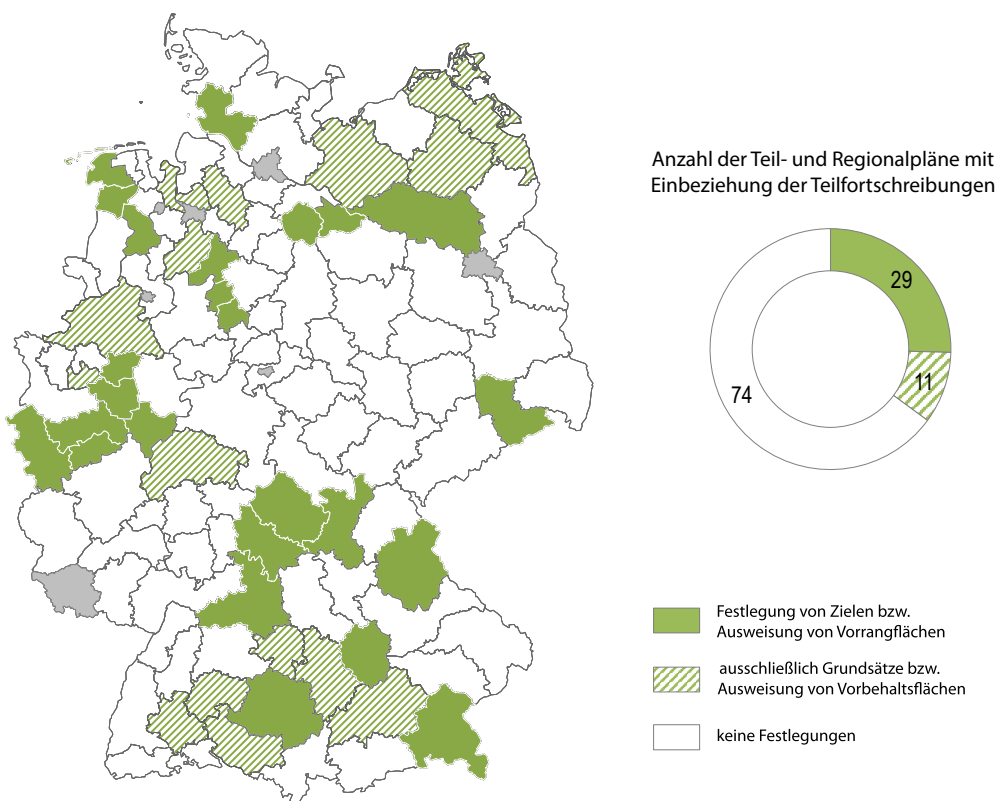 Anzahl der Teil- und Regionalpläne mit
Einbeziehung der Teilfortschreibungen
29
11
74
Festlegung von Zielen bzw.
Ausweisung von Vorrangflächen
ausschließlich Grundsätze bzw.
Ausweisung von Vorbehaltsflächen
keine Festlegungen